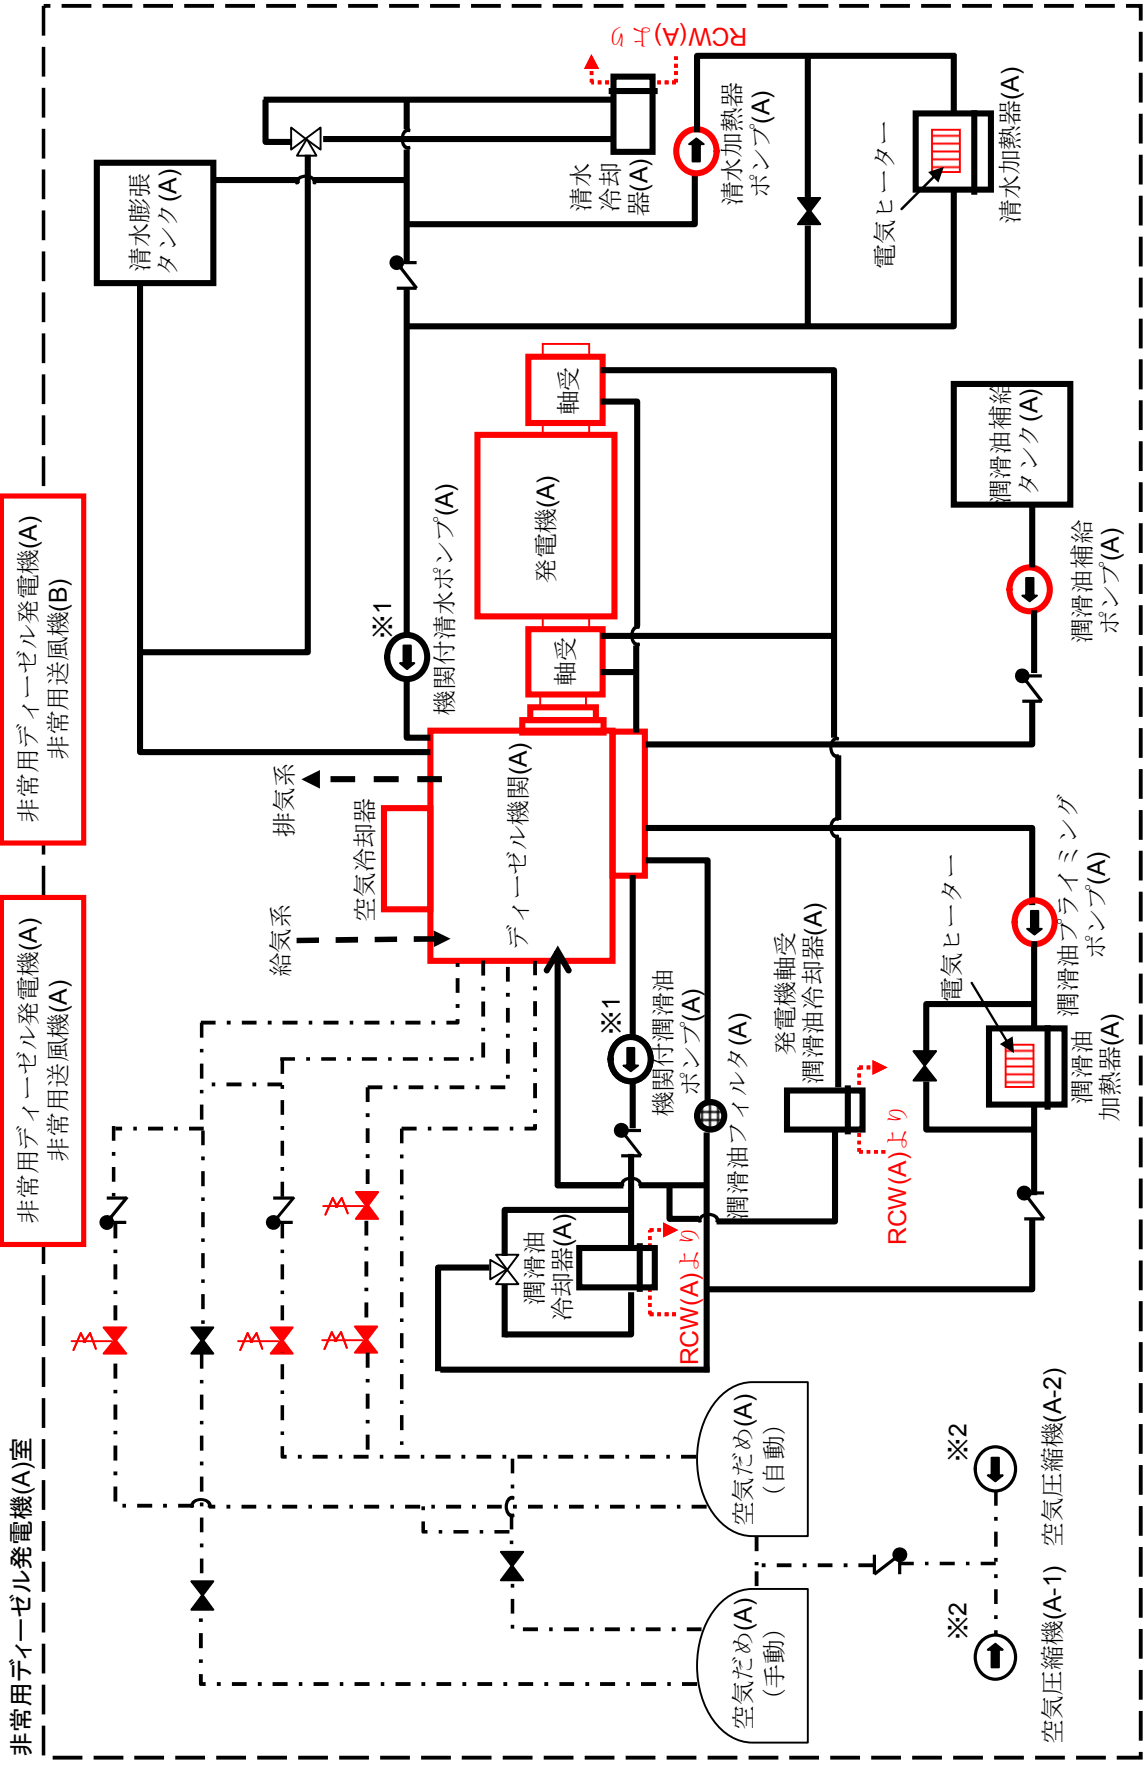 非常用ディーゼル発電機(A)室
非常用ディーゼル発電機(A)
非常用送風機(A)
非常用ディーゼル発電機(A)
非常用送風機(B)
清水膨張
タンク(A)
給気系
排気系
空気冷却器
※1
機関付清水ポンプ(A)
ディーゼル機関(A)
軸受
発電機(A)
軸受
清水
冷却
器(A)
RCW(A)より
清水加熱器
ポンプ(A)
電気ヒーター
清水加熱器(A)
潤滑油
冷却器(A)
RCW(A)より
※1
機関付潤滑油
ポンプ(A)
潤滑油フィルタ(A)
発電機軸受
潤滑油冷却器(A)
RCW(A)より
電気ヒーター
潤滑油プライミング
ポンプ(A)
潤滑油
加熱器(A)
潤滑油補給
タンク(A)
潤滑油補給
ポンプ(A)
空気だめ(A)
(手動)
空気だめ(A)
(自動)
※2
※2
空気圧縮機(A-1)
空気圧縮機(A-2)